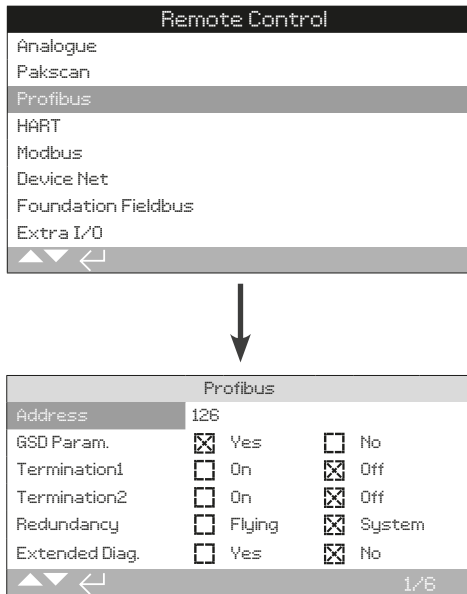 Remote Control
Analogue
Pakscan
Profibus
HART
Modbus
Device Net
Foundation Fieldbus
Extra I/O
Profibus
Address 126
GSD Param. Yes No
Termination1 On Off
Termination2 On Off
Redundancy Flying System
Extended Diag. Yes No
1/6